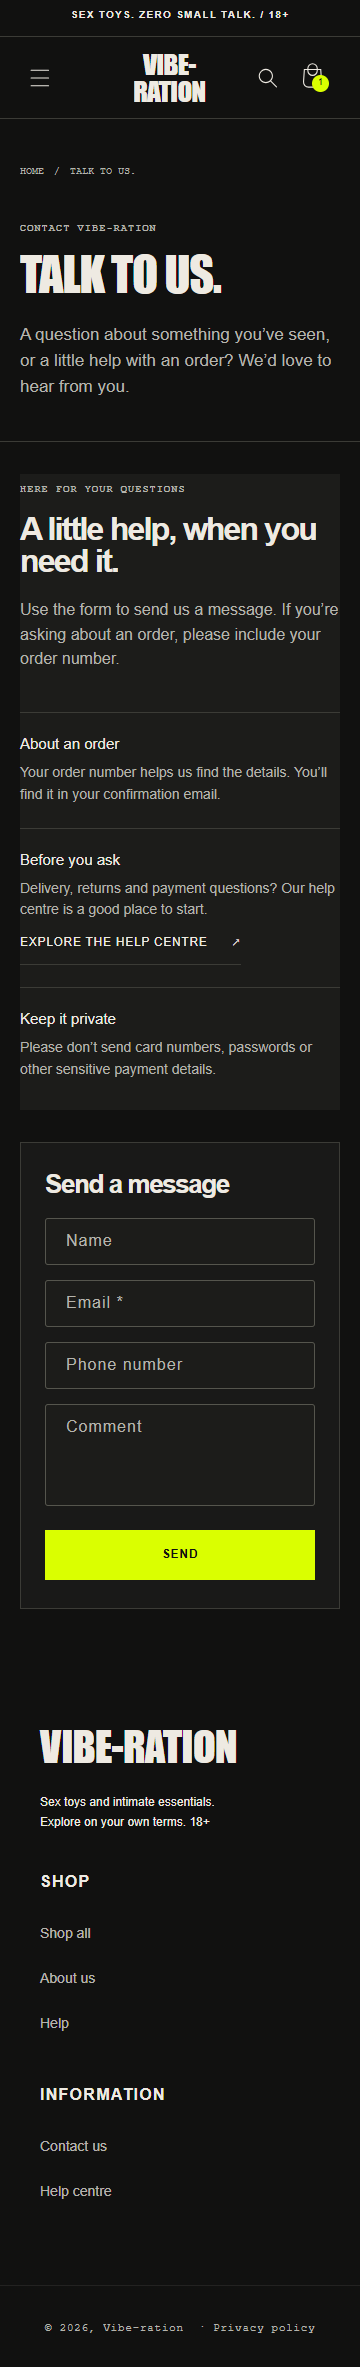 SEX TOYS. ZERO SMALL TALK. / 18+
VIBE-
RATION
1
HOME / TALK TO US.
CONTACT VIBE-RATION
TALK TO US.
A question about something you’ve seen,
or a little help with an order? We’d love to
hear from you.
HERE FOR YOUR QUESTIONS
A little help, when you
need it.
Use the form to send us a message. If you’re
asking about an order, please include your
order number.
About an order
Your order number helps us find the details. You’ll
find it in your confirmation email.
Before you ask
Delivery, returns and payment questions? Our help
centre is a good place to start.
EXPLORE THE HELP CENTRE ↗
Keep it private
Please don’t send card numbers, passwords or
other sensitive payment details.
Send a message
Name
Email *
Phone number
Comment
SEND
VIBE-RATION
Sex toys and intimate essentials.
Explore on your own terms. 18+
SHOP
Shop all
About us
Help
INFORMATION
Contact us
Help centre
© 2026, Vibe-ration · Privacy policy